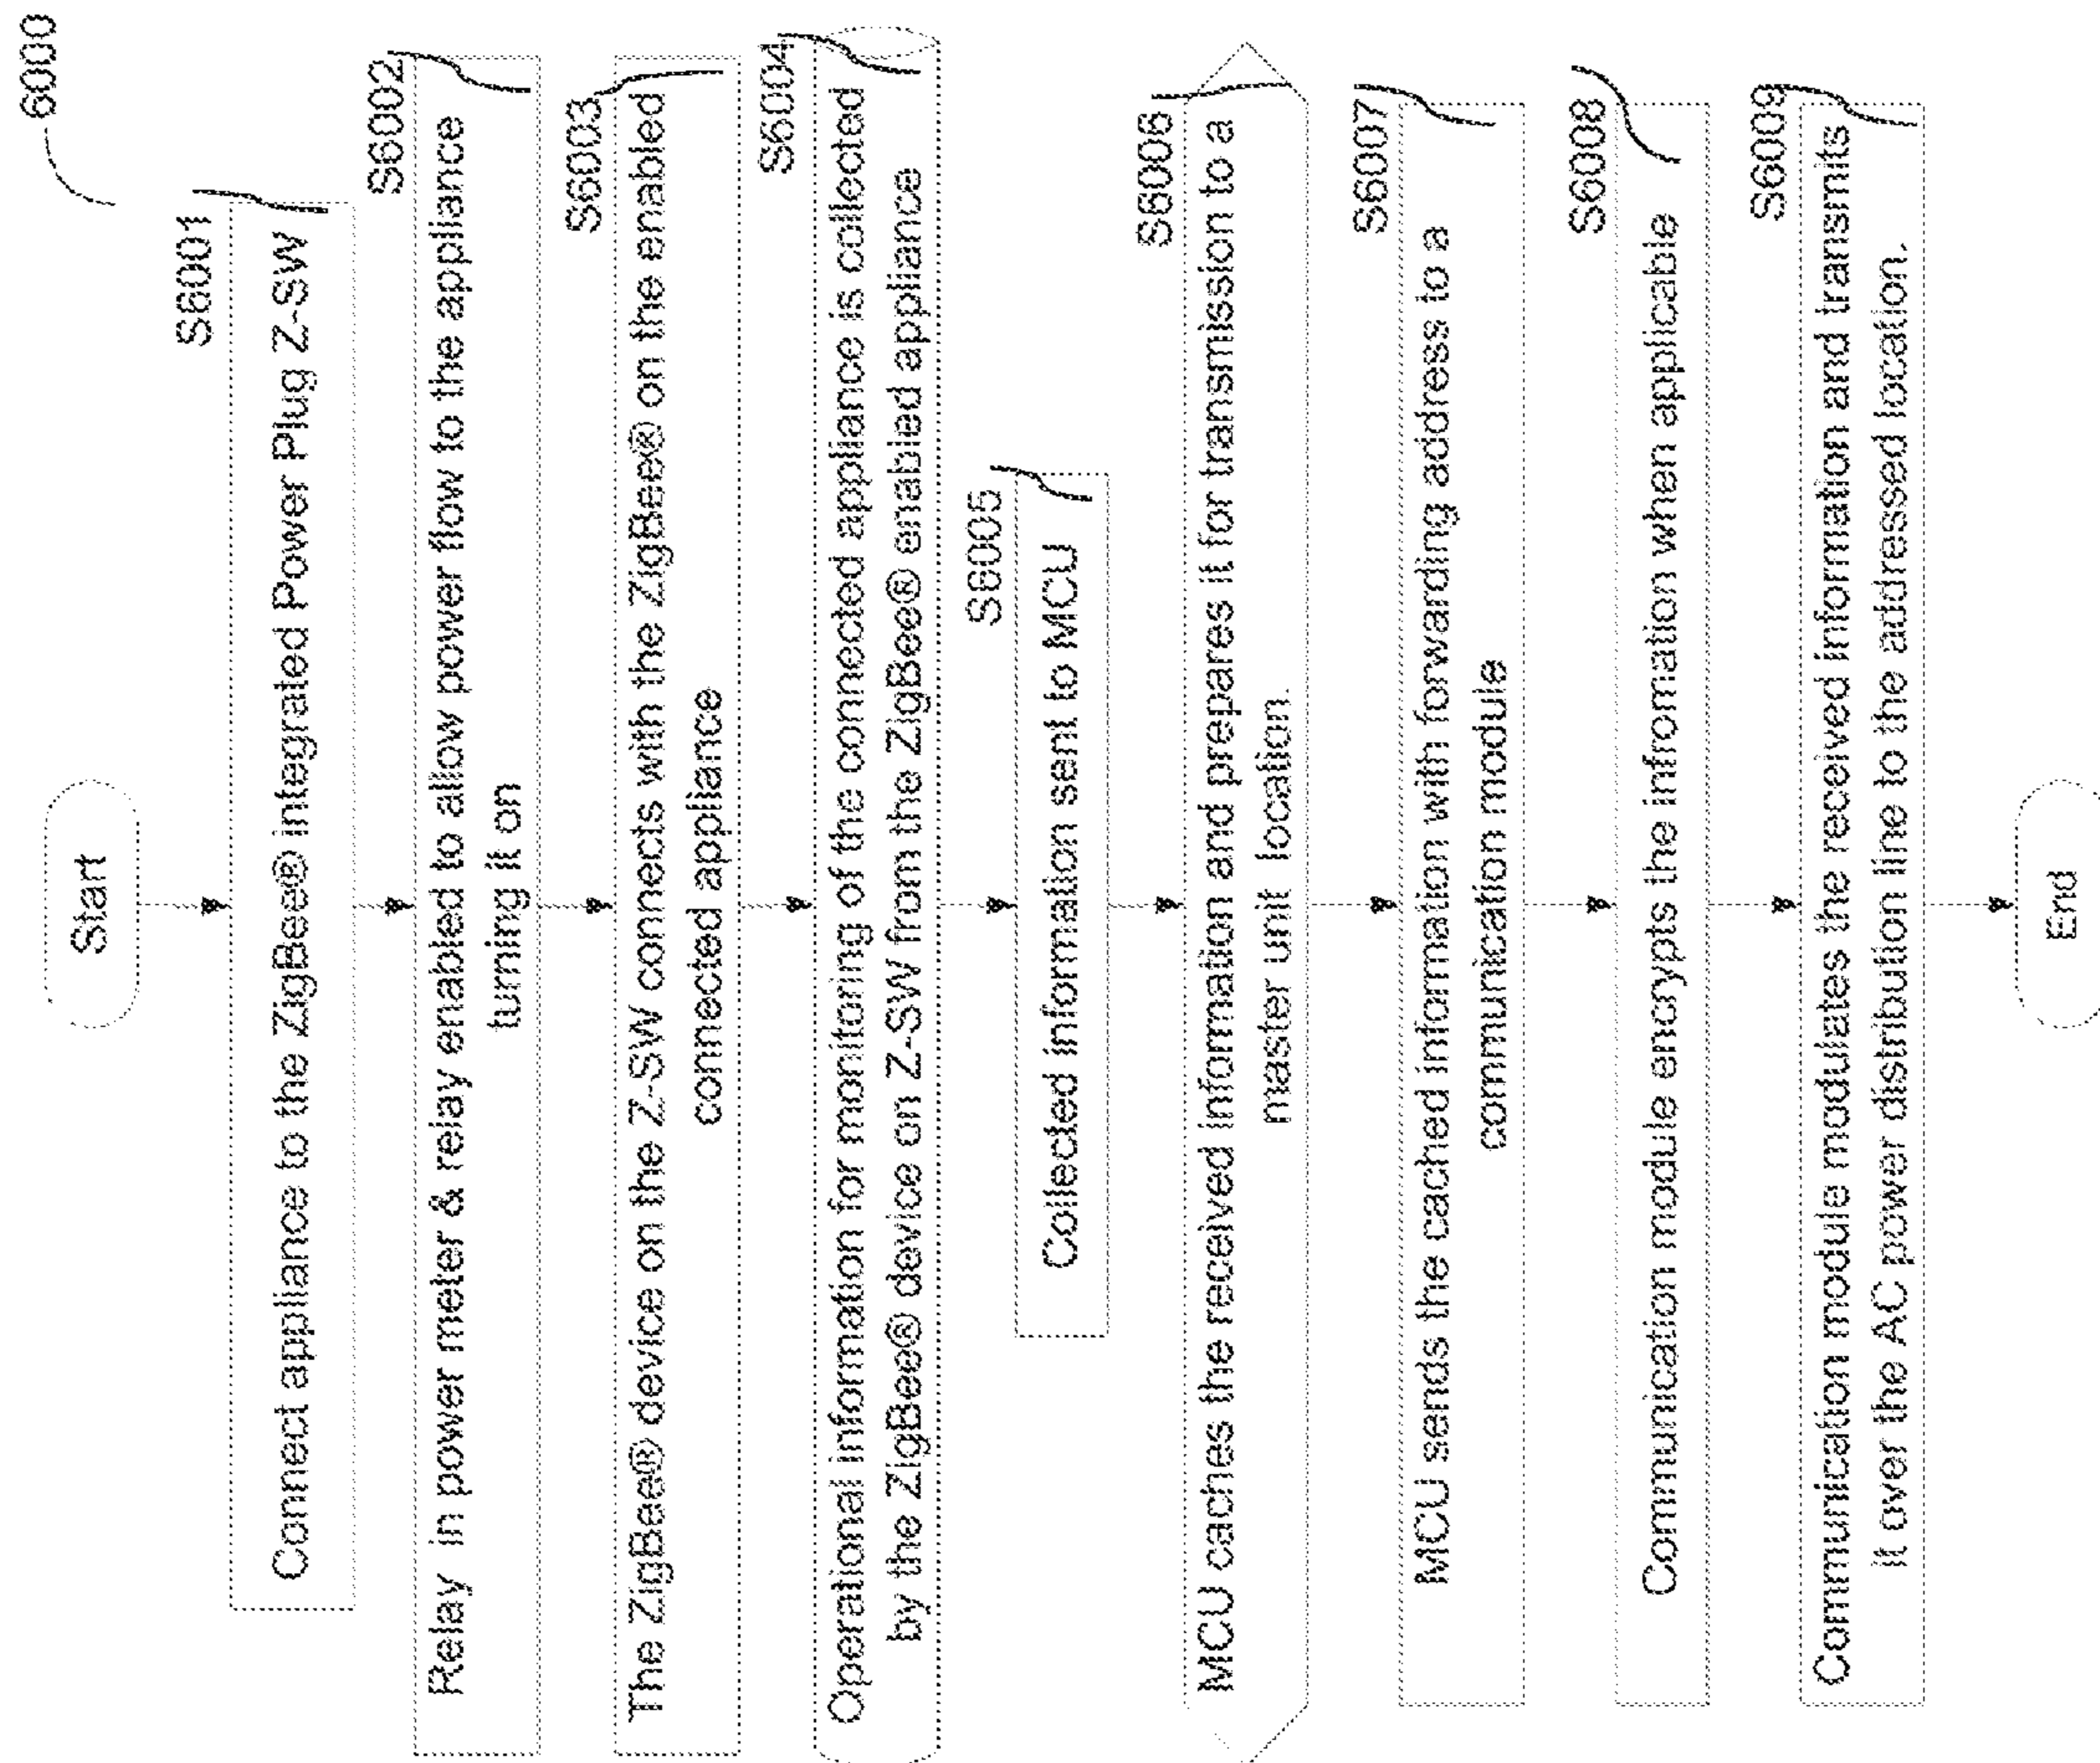 6000
Start
S6001
Connect appliance to the ZigBee® integrated Power Plug Z-SW
S6002
Relay in power meter & relay enabled to allow power flow to the appliance
turning it on
S6003
The ZigBee® device on the Z-SW connects with the ZigBee® on the enabled
connected appliance
S6004
Operational information for monitoring of the connected appliance is collected
by the ZigBee® device on Z-SW from the ZigBee® enabled appliance
S6005
Collected information sent to MCU
S6006
MCU caches the received information and prepares it for transmission to a
master unit location.
S6007
MCU sends the cached information with forwarding address to a
communication module
S6008
Communication module encrypts the infromation when applicable
S6009
Communication module modulates the received information and transmits
it over the AC power distribution line to the addressed location.
End